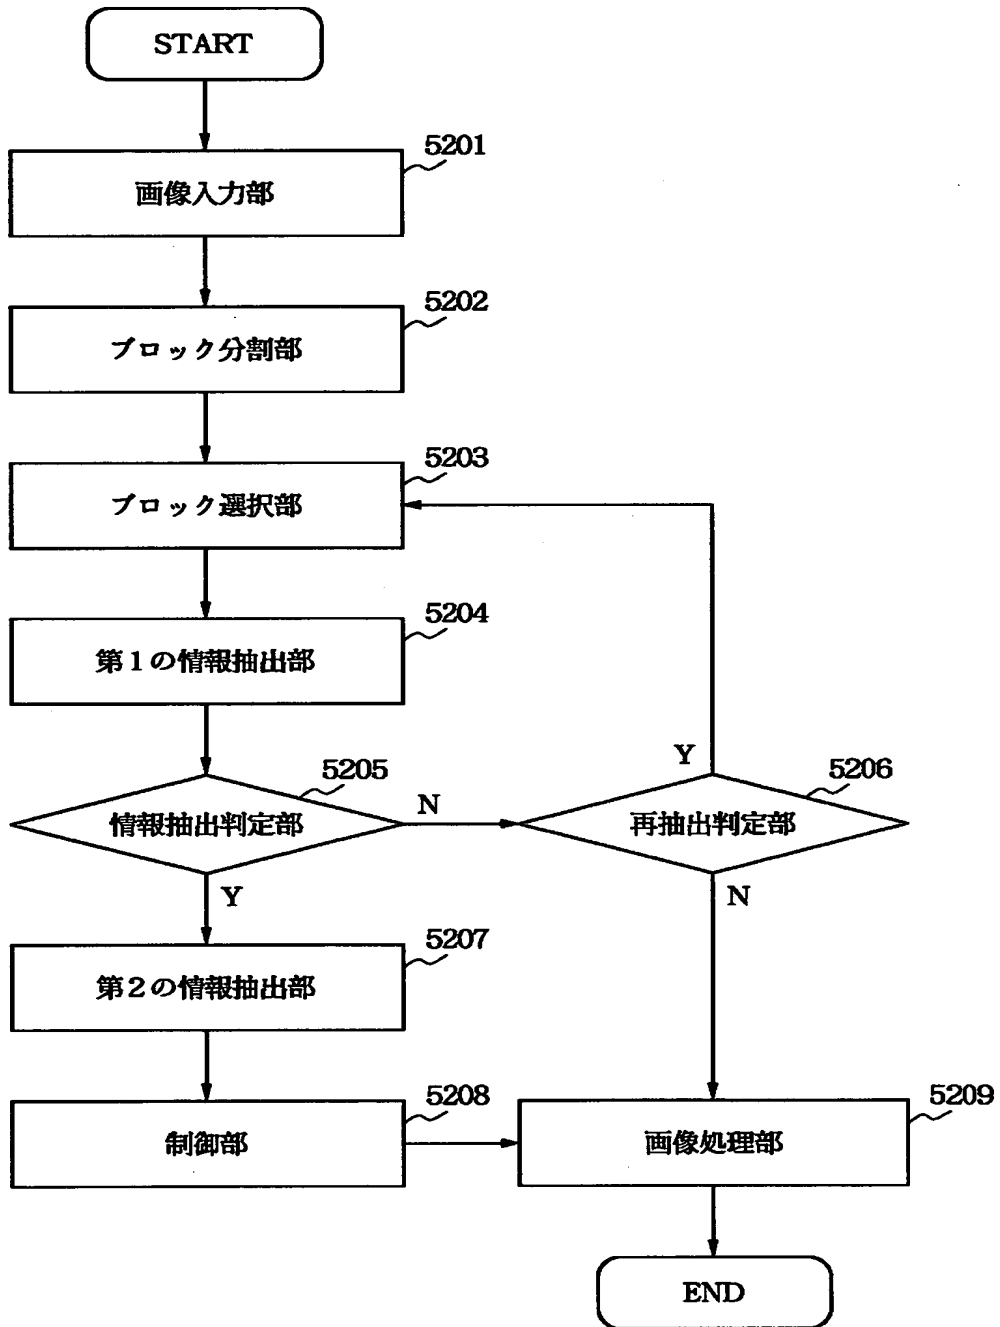 START
5201
画像入力部
5202
ブロック分割部
5203
ブロック選択部
5204
第1の情報抽出部
5205
情報抽出判定部
N
Y
5206
再抽出判定部
Y
N
5207
第2の情報抽出部
5208
制御部
5209
画像処理部
END